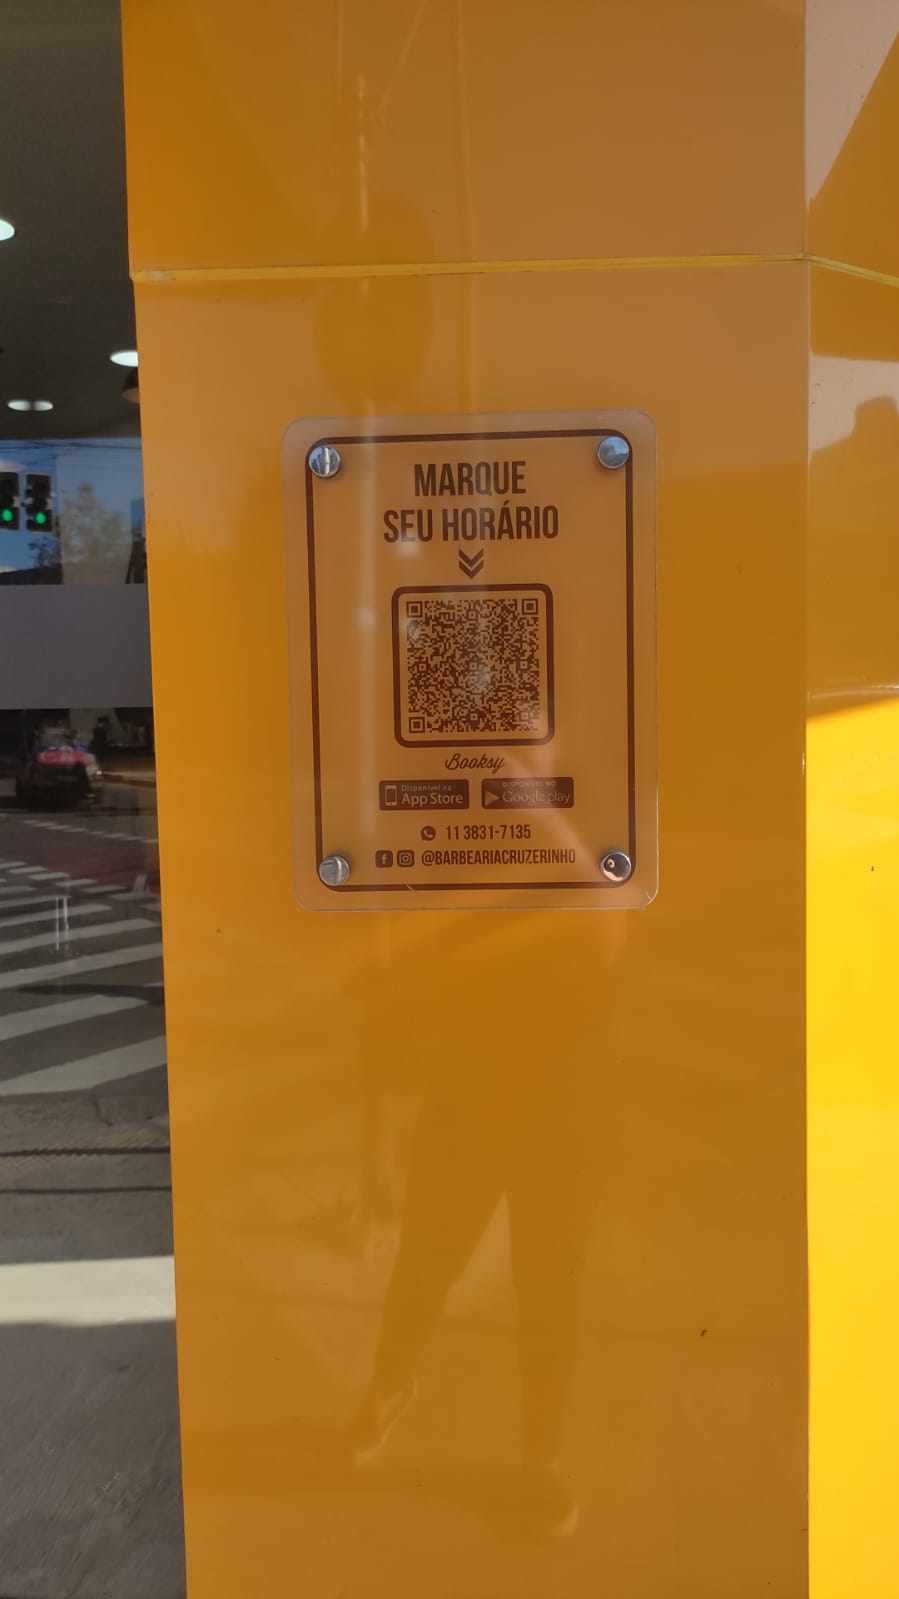 MARQUE
SEU HORÁRIO
Booksy
Disponível na
App Store
DISPONÍVEL NO
Google play
11 3831-7135
@BARBEARIACRUZERINHO